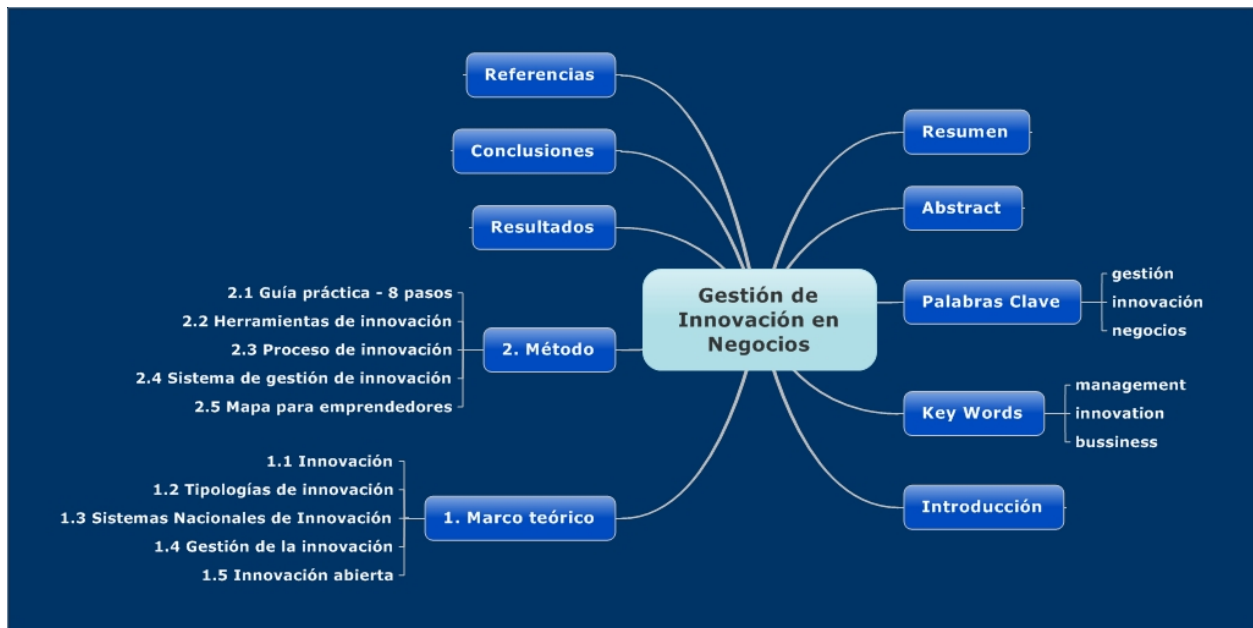 Gestión de
Innovación en
Negocios
Resumen
Abstract
Palabras Clave
gestión
innovación
negocios
Key Words
management
innovation
bussiness
Introducción
1. Marco teórico
1.1 Innovación
1.2 Tipologías de innovación
1.3 Sistemas Nacionales de Innovación
1.4 Gestión de la innovación
1.5 Innovación abierta
2. Método
2.1 Guía práctica - 8 pasos
2.2 Herramientas de innovación
2.3 Proceso de innovación
2.4 Sistema de gestión de innovación
2.5 Mapa para emprendedores
Resultados
Conclusiones
Referencias